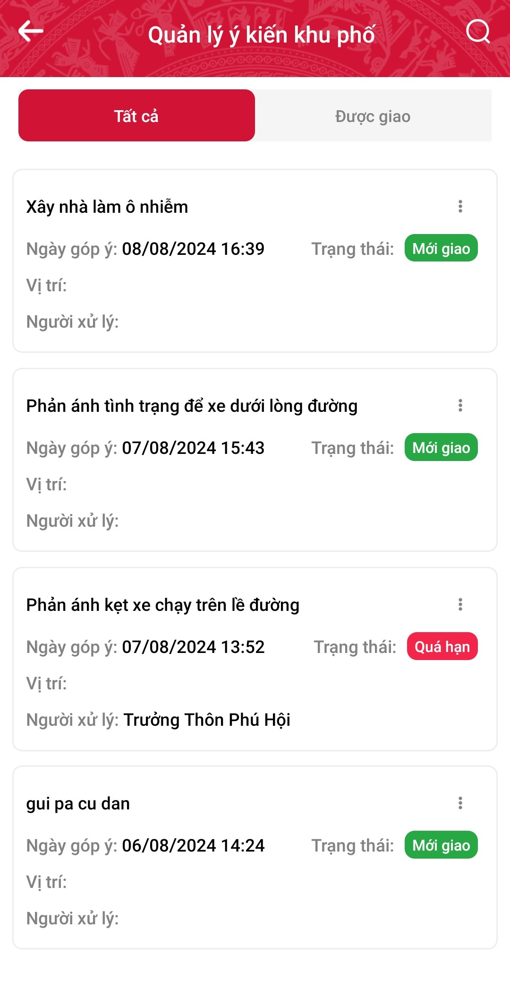 Quản lý ý kiến khu phố
Tất cả
Được giao
Xây nhà làm ô nhiễm
Ngày góp ý: 08/08/2024 16:39 Trạng thái: Mới giao
Vị trí:
Người xử lý:
Phản ánh tình trạng để xe dưới lòng đường
Ngày góp ý: 07/08/2024 15:43 Trạng thái: Mới giao
Vị trí:
Người xử lý:
Phản ánh kẹt xe chạy trên lề đường
Ngày góp ý: 07/08/2024 13:52 Trạng thái: Quá hạn
Vị trí:
Người xử lý: Trưởng Thôn Phú Hội
gui pa cu dan
Ngày góp ý: 06/08/2024 14:24 Trạng thái: Mới giao
Vị trí:
Người xử lý: